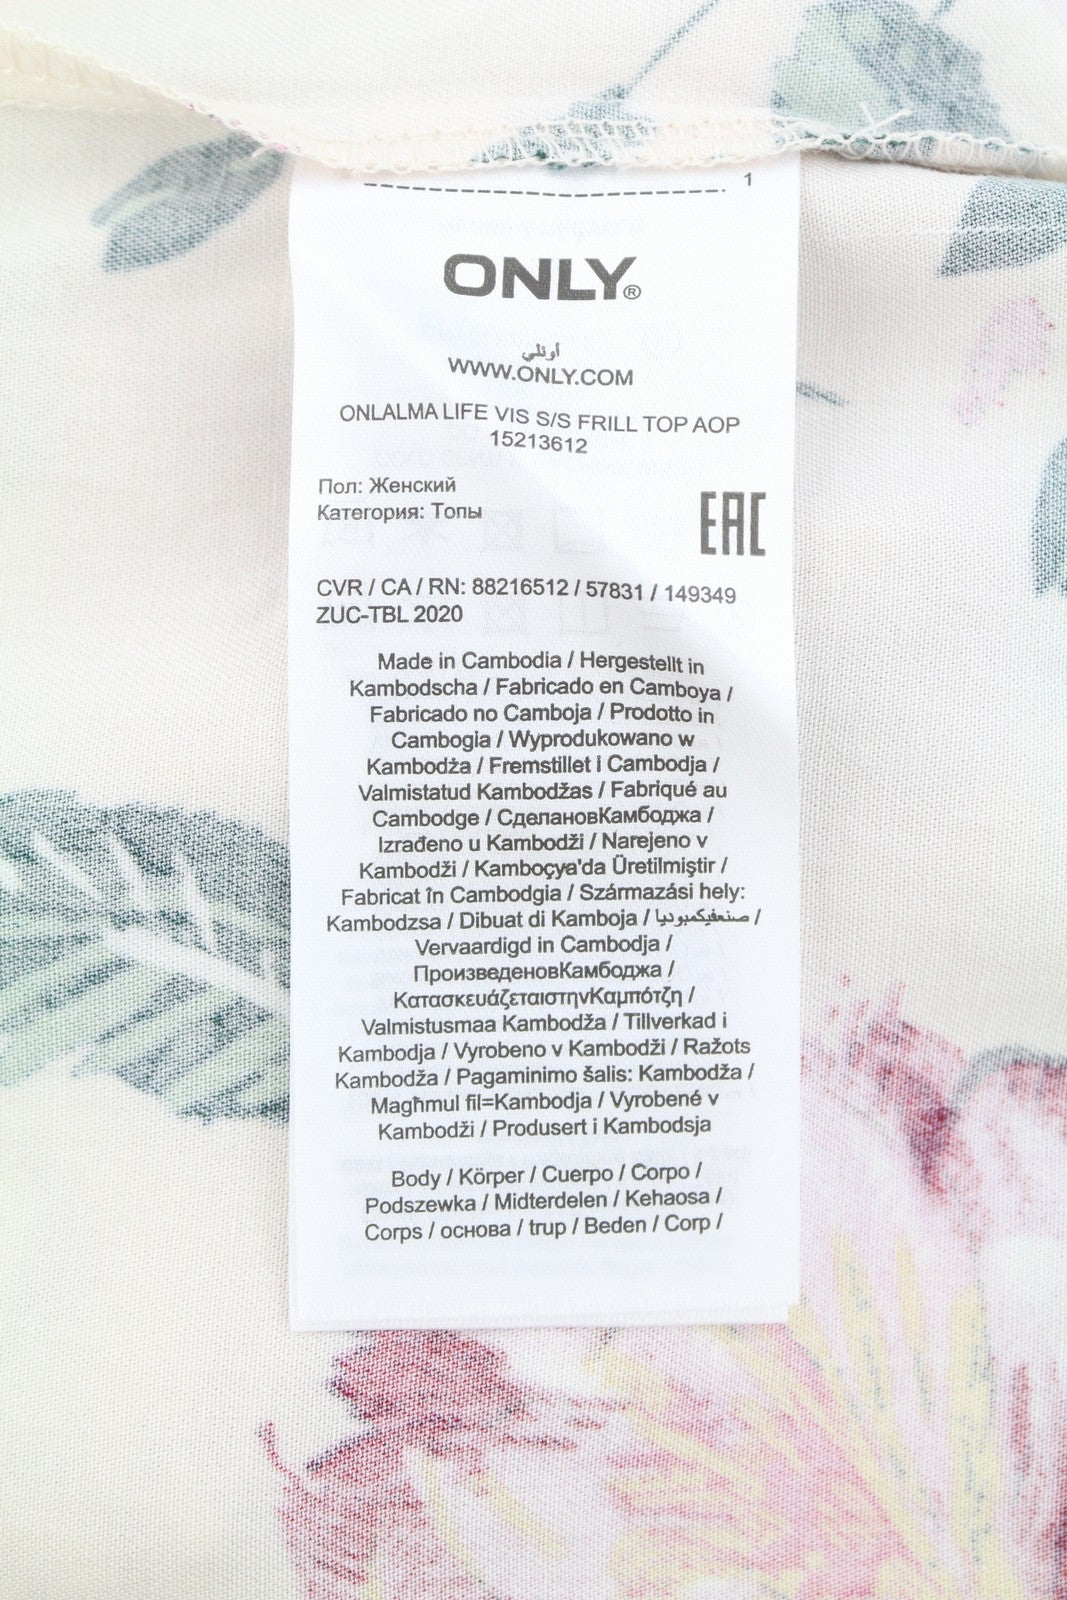 1
ONLY®
أونلي
WWW.ONLY.COM
ONLALMA LIFE VIS S/S FRILL TOP AOP
15213612
Пол: Женский
Категория: Топы
EAC
CVR / CA / RN: 88216512 / 57831 / 149349
ZUC-TBL 2020
Made in Cambodia / Hergestellt in
Kambodscha / Fabricado en Camboya /
Fabricado no Camboja / Prodotto in
Cambogia / Wyprodukowano w
Kambodża / Fremstillet i Cambodja /
Valmistatud Kambodžas / Fabriqué au
Cambodge / СделановКамбоджа /
Izrađeno u Kambodži / Narejeno v
Kambodži / Kamboçya'da Üretilmiştir /
Fabricat în Cambodgia / Származási hely:
Kambodzsa / Dibuat di Kamboja / صنعفيكمبوديا /
Vervaardigd in Cambodja /
ПроизведеновКамбоджа /
ΚατασκευάζεταιστηνΚαμπότζη /
Valmistusmaa Kambodža / Tillverkad i
Kambodja / Vyrobeno v Kambodži / Ražots
Kambodža / Pagaminimo šalis: Kambodža /
Magħmul fil=Kambodja / Vyrobené v
Kambodži / Produsert i Kambodsja
Body / Körper / Cuerpo / Corpo /
Podszewka / Midterdelen / Kehaosa /
Corps / основа / trup / Beden / Corp /